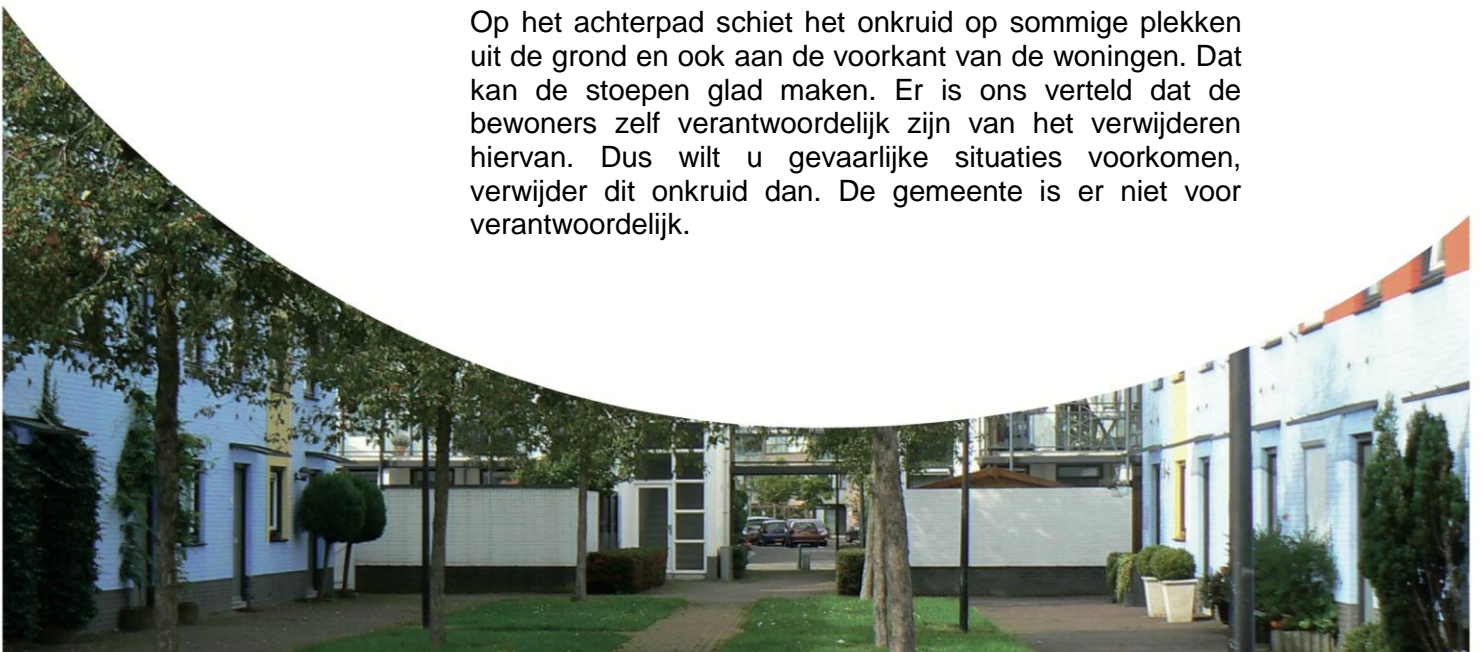 Op het achterpad schiet het onkruid op sommige plekken
uit de grond en ook aan de voorkant van de woningen. Dat
kan de stoepen glad maken. Er is ons verteld dat de
bewoners zelf verantwoordelijk zijn van het verwijderen
hiervan. Dus wilt u gevaarlijke situaties voorkomen,
verwijder dit onkruid dan. De gemeente is er niet voor
verantwoordelijk.